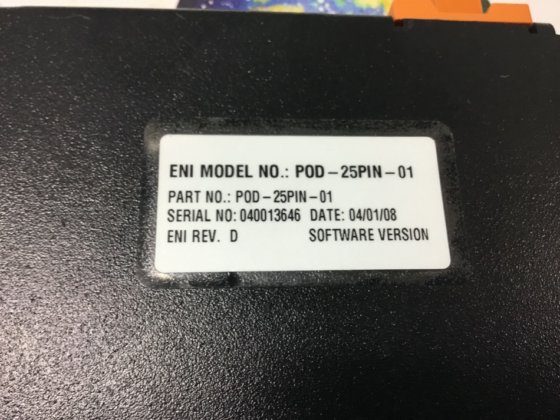 ENI MODEL NO.: POD-25PIN-01
PART NO.: POD-25PIN-01
SERIAL NO: 040013646 DATE: 04/01/08
ENI REV. D SOFTWARE VERSION